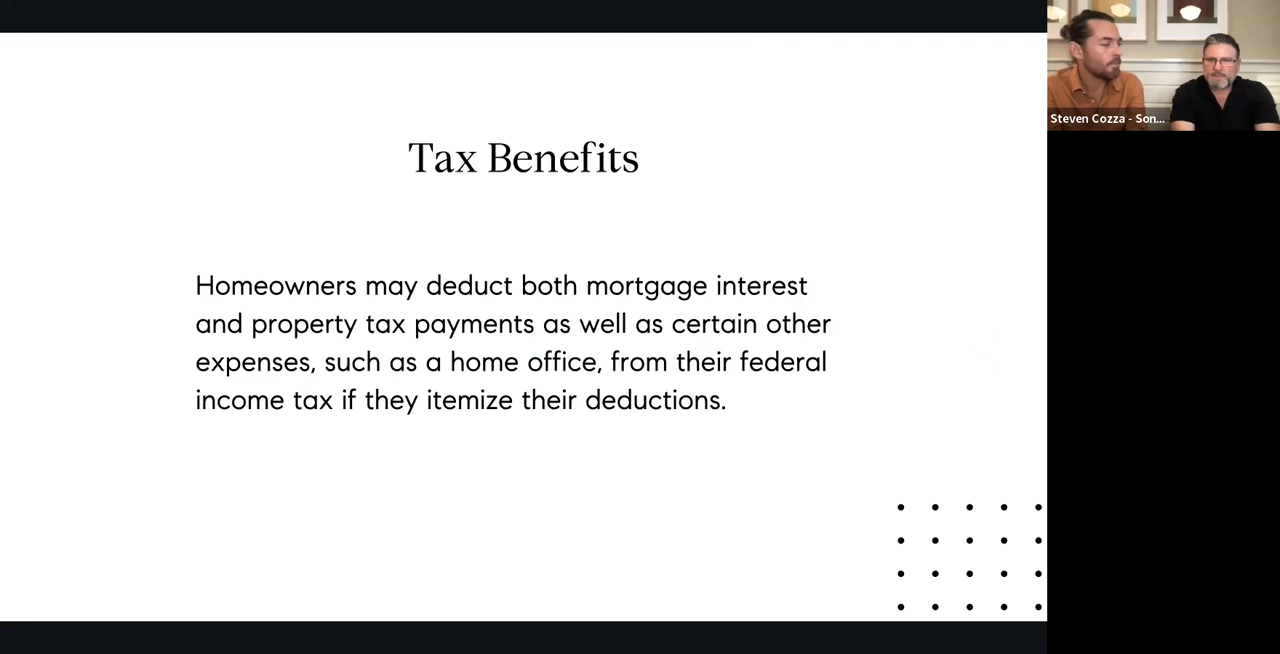 Tax Benefits
Homeowners may deduct both mortgage interest
and property tax payments as well as certain other
expenses, such as a home office, from their federal
income tax if they itemize their deductions.
Steven Cozza - Son...